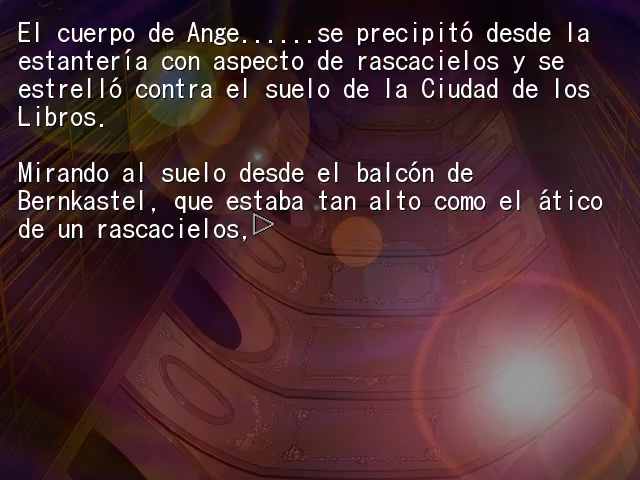 El cuerpo de Ange......se precipitó desde la
estantería con aspecto de rascacielos y se
estrelló contra el suelo de la Ciudad de los
Libros.
Mirando al suelo desde el balcón de
Bernkastel, que estaba tan alto como el ático
de un rascacielos,